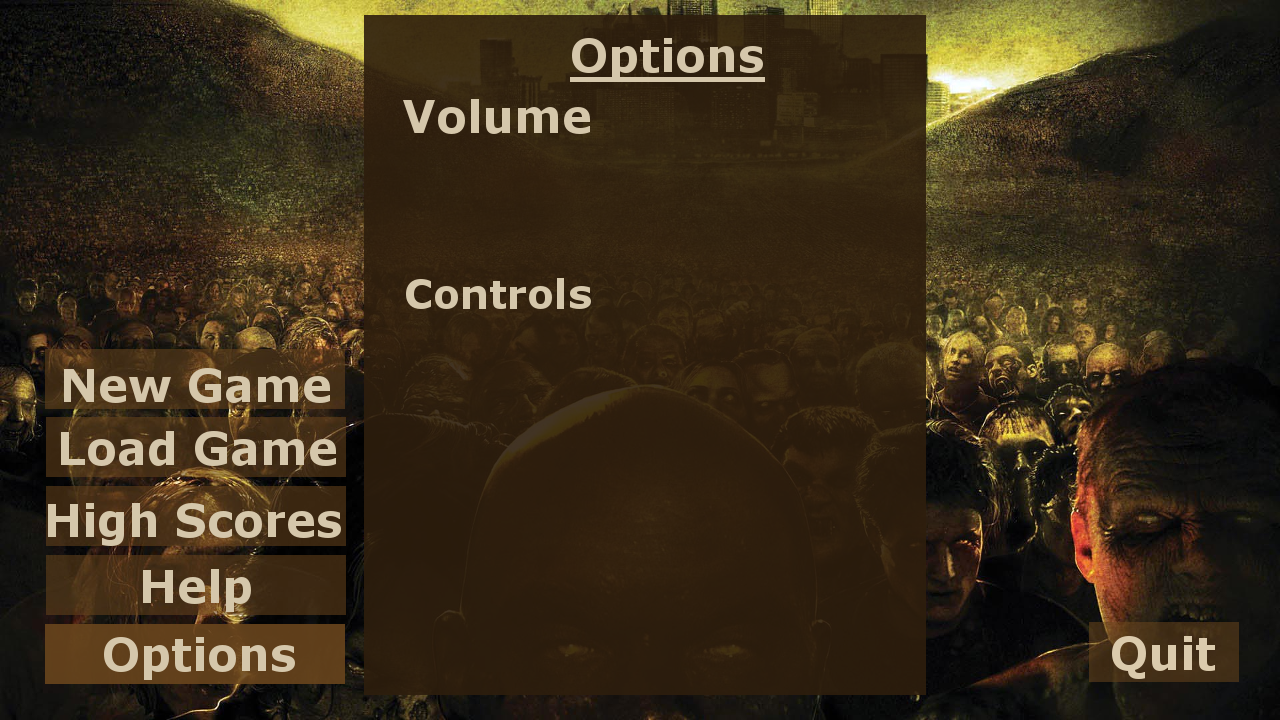 Options
Volume
Controls
New Game
Load Game
High Scores
Help
Options
Quit